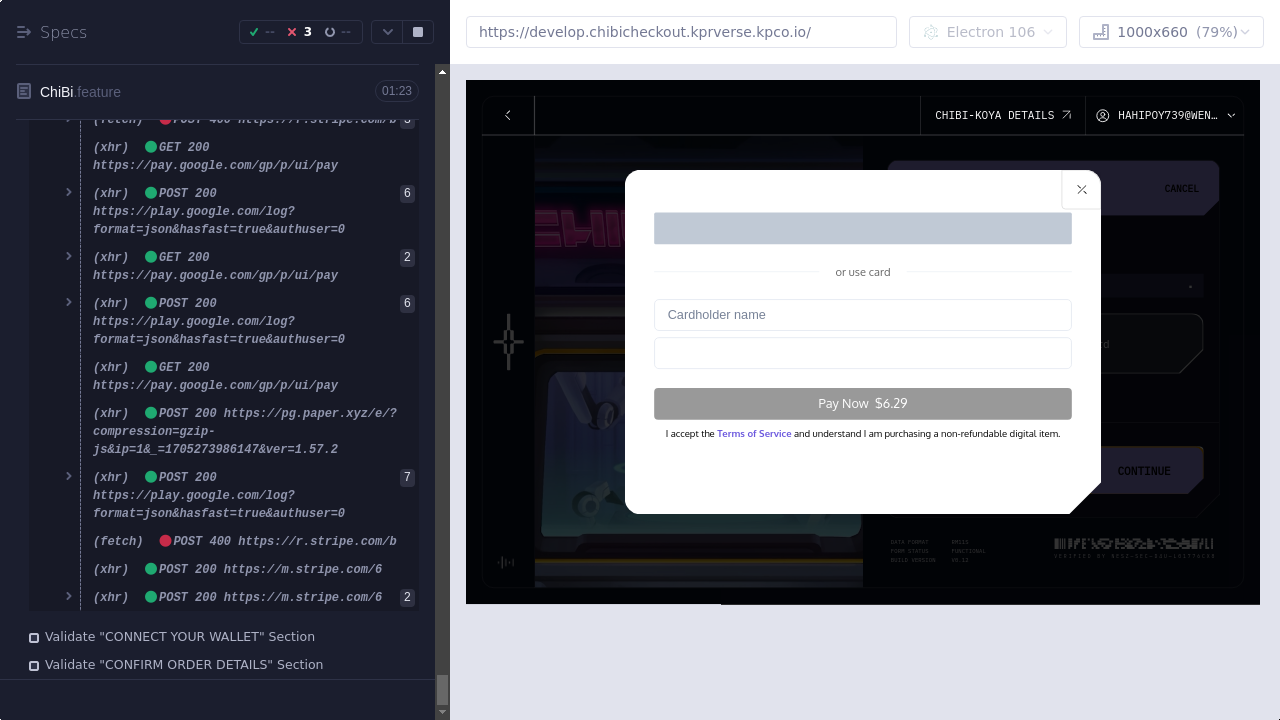 Specs
--
3
--
ChiBi.feature
01:23
(fetch) POST 400 https://r.stripe.com/b
(xhr) GET 200
https://pay.google.com/gp/p/ui/pay
(xhr) POST 200
https://play.google.com/log?
format=json&hasfast=true&authuser=0
6
(xhr) GET 200
https://pay.google.com/gp/p/ui/pay
2
(xhr) POST 200
https://play.google.com/log?
format=json&hasfast=true&authuser=0
6
(xhr) GET 200
https://pay.google.com/gp/p/ui/pay
(xhr) POST 200 https://pg.paper.xyz/e/?
compression=gzip-
js&ip=1&_=1705273986147&ver=1.57.2
(xhr) POST 200
https://play.google.com/log?
format=json&hasfast=true&authuser=0
7
(fetch) POST 400 https://r.stripe.com/b
(xhr) POST 200 https://m.stripe.com/6
(xhr) POST 200 https://m.stripe.com/6
2
Validate "CONNECT YOUR WALLET" Section
Validate "CONFIRM ORDER DETAILS" Section
https://develop.chibicheckout.kprverse.kpco.io/
Electron 106
1000x660 (79%)
CHIBI-KOYA DETAILS
HAHIPOY739@WEN…
CANCEL
or use card
Cardholder name
Pay Now $6.29
I accept the Terms of Service and understand I am purchasing a non-refundable digital item.
CONTINUE
DATA FORMAT
FORM STATUS FUNCTIONAL
BUILD VERSION